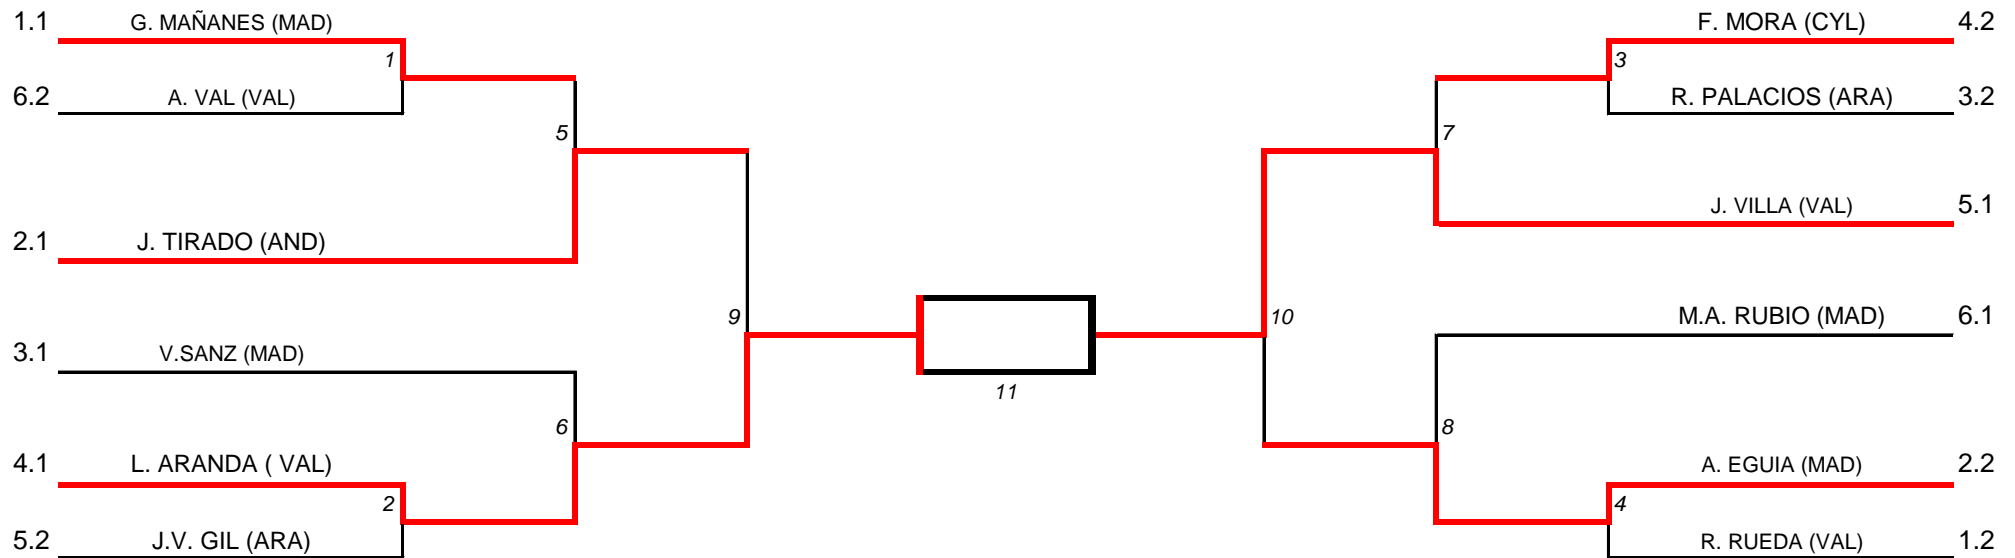 1.1 G. MAÑANES (MAD) F. MORA (CYL) 4.2
1 3
6.2 A. VAL (VAL) R. PALACIOS (ARA) 3.2
5 7
J. VILLA (VAL) 5.1
2.1 J. TIRADO (AND)
9 10 M.A. RUBIO (MAD) 6.1
3.1 V.SANZ (MAD)
11
6 8
4.1 L. ARANDA ( VAL) A. EGUIA (MAD) 2.2
2 4
5.2 J.V. GIL (ARA) R. RUEDA (VAL) 1.2